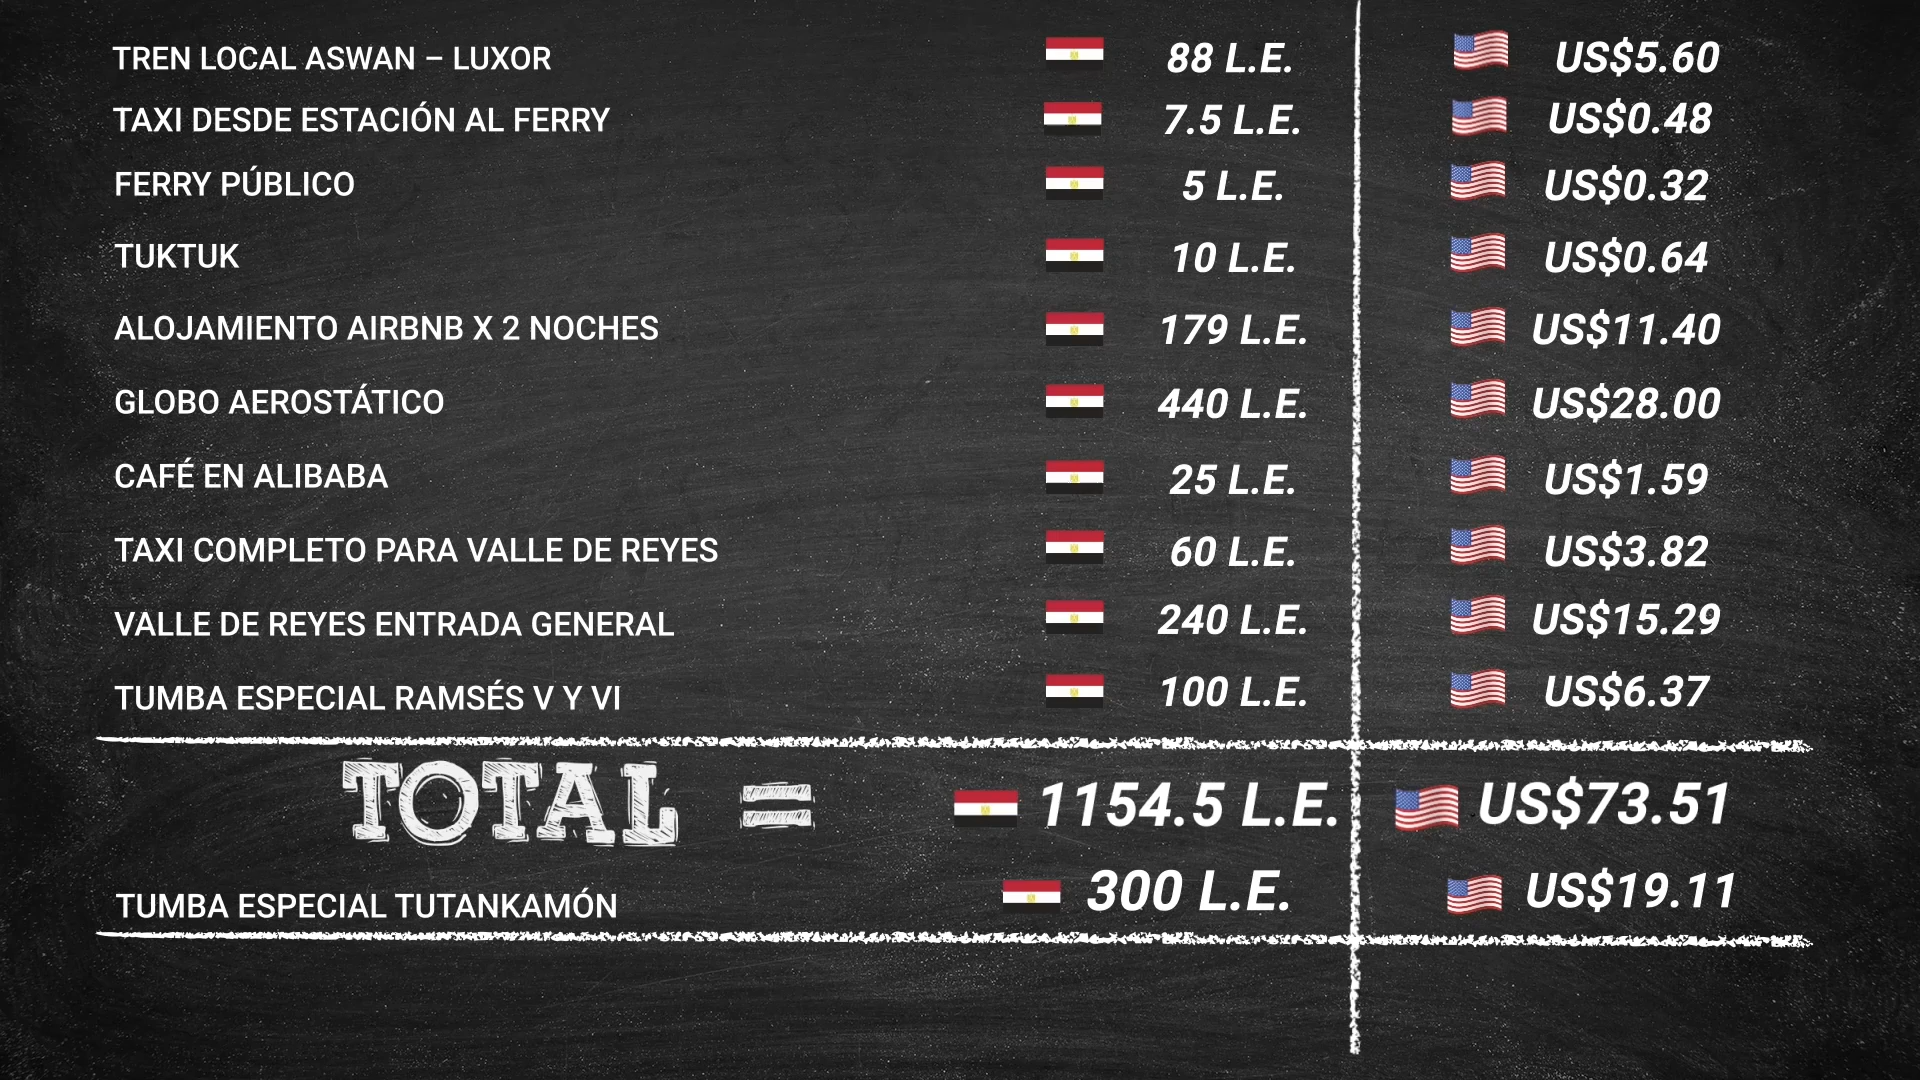 TREN LOCAL ASWAN – LUXOR 88 L.E. US$5.60
TAXI DESDE ESTACIÓN AL FERRY 7.5 L.E. US$0.48
FERRY PÚBLICO 5 L.E. US$0.32
TUKTUK 10 L.E. US$0.64
ALOJAMIENTO AIRBNB X 2 NOCHES 179 L.E. US$11.40
GLOBO AEROSTÁTICO 440 L.E. US$28.00
CAFÉ EN ALIBABA 25 L.E. US$1.59
TAXI COMPLETO PARA VALLE DE REYES 60 L.E. US$3.82
VALLE DE REYES ENTRADA GENERAL 240 L.E. US$15.29
TUMBA ESPECIAL RAMSÉS V Y VI 100 L.E. US$6.37
TOTAL = 1154.5 L.E. US$73.51
TUMBA ESPECIAL TUTANKAMÓN 300 L.E. US$19.11